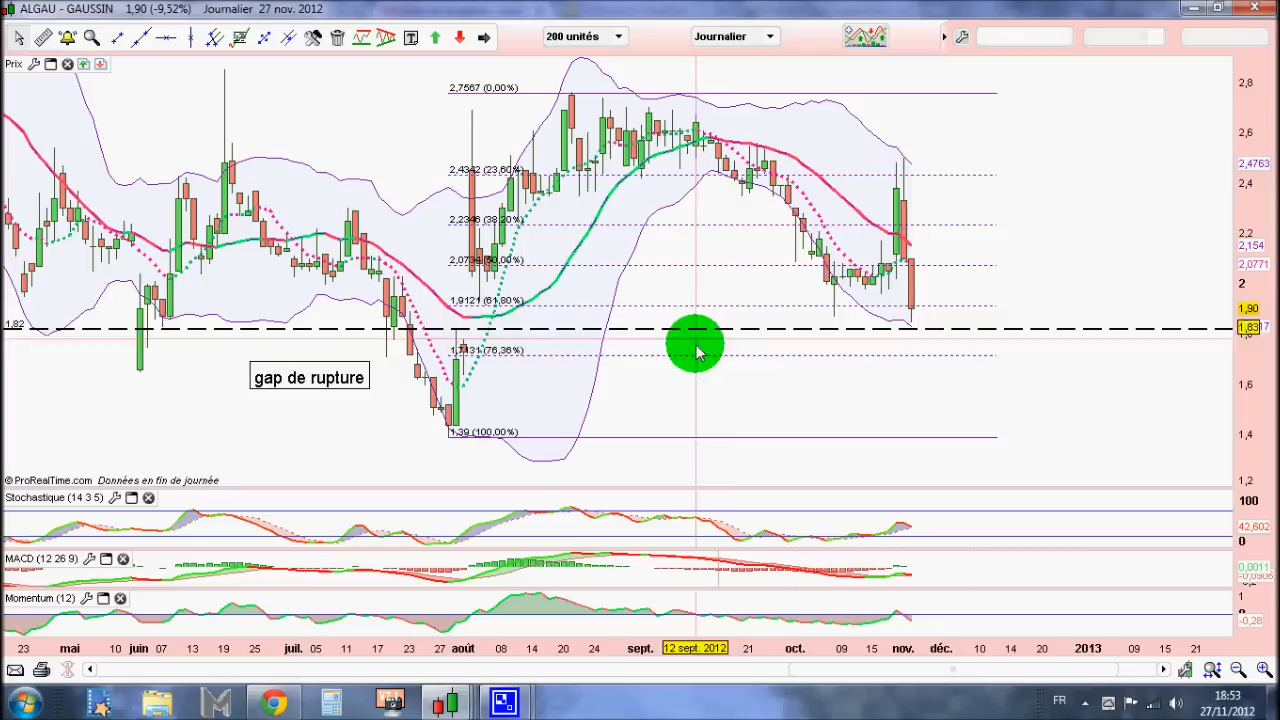 ALGAU - GAUSSIN 1,90 (-9,52%) Journalier 27 nov. 2012
200 unités Journalier
Prix
2,7567 (0,00%)
2,4342 (23,60%)
2,2346 (38,20%)
2,0734 (50,00%)
1,9121 (61,80%)
1,82
1,7131 (76,36%)
1,39 (100,00%)
gap de rupture
2,8
2,6
2,4763
2,4
2,2
2,154
2,0771
2
1,90
1,83
1,6
1,4
1,2
© ProRealTime.com Données en fin de journée
Stochastique (14 3 5)
100
42,602
0
MACD (12 26 9)
0,0011
-0,0906
Momentum (12)
1
-0,28
23 mai 14 22 juin 07 19 juil. 05 11 17 27 août 08 14 20 24 sept. 12 sept. 2012 21 oct. 09 15 nov. déc. 10 14 2013 09 15 21
FR 18:53
27/11/2012